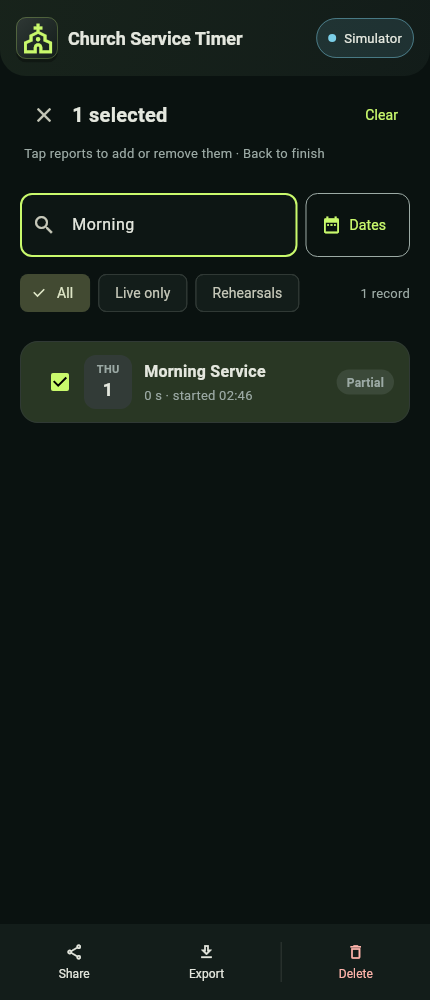 Church Service Timer
Simulator
1 selected
Clear
Tap reports to add or remove them · Back to finish
Morning
Dates
All
Live only
Rehearsals
1 record
THU
1
Morning Service
0 s · started 02:46
Partial
Share
Export
Delete